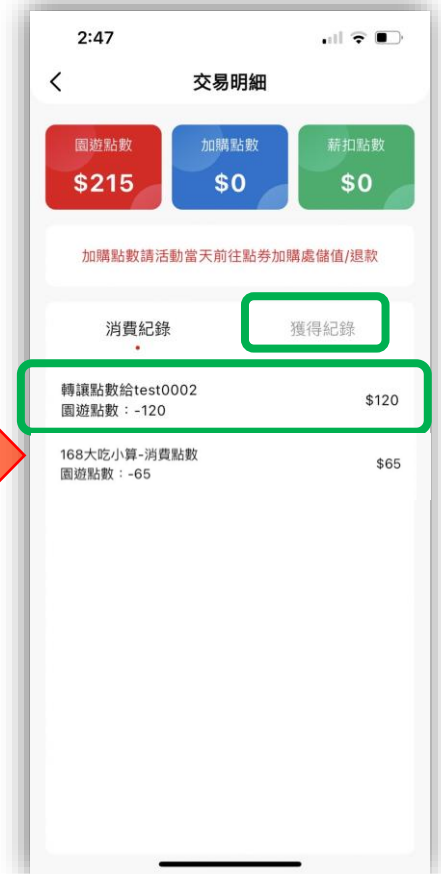 2:47
交易明細
園遊點數
加購點數
薪扣點數
$215
$0
$0
加購點數請活動當天前往點券加購處儲值/退款
消費紀錄
獲得紀錄
轉讓點數給test0002
園遊點數：-120
$120
168大吃小算-消費點數
園遊點數：-65
$65